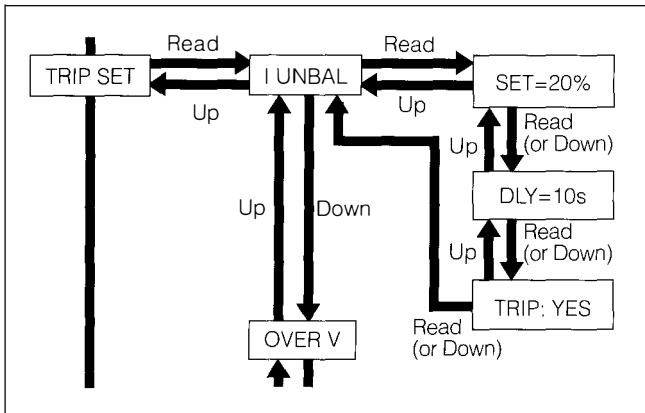 Read
Read
TRIP SET
I UNBAL
SET=20%
Up
Up
Up
Read
(or Down)
DLY=10s
Up
Down
Up
Read
(or Down)
TRIP: YES
Read
(or Down)
OVER V